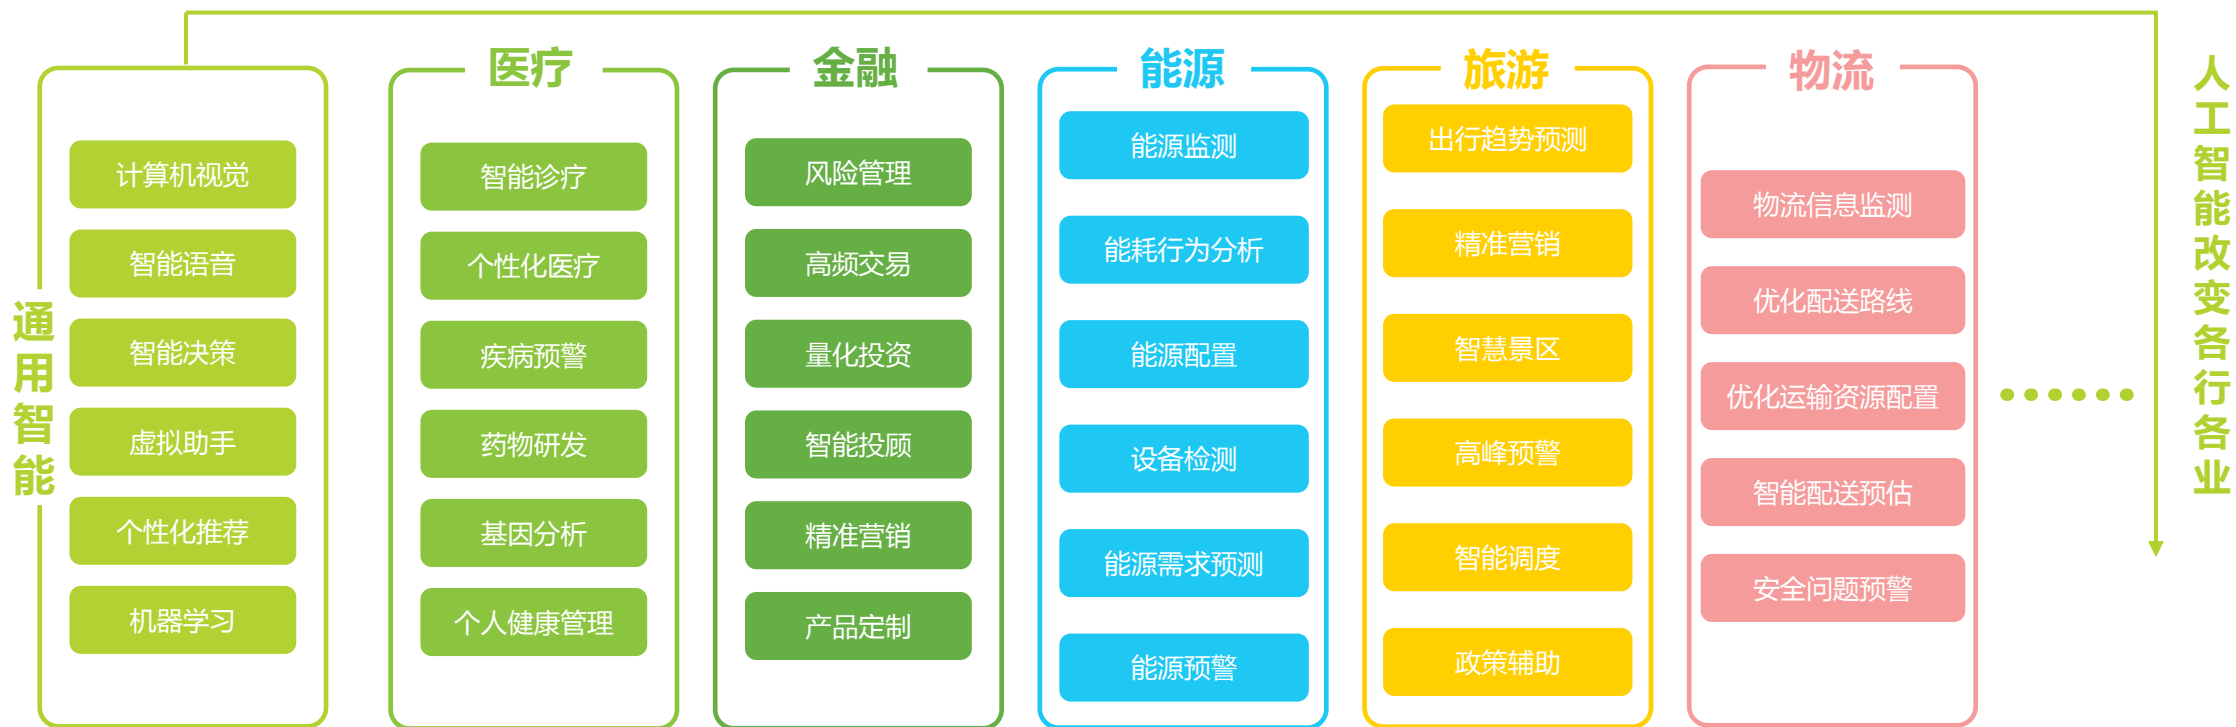 通用智能
计算机视觉
智能语音
智能决策
虚拟助手
个性化推荐
机器学习
医疗
智能诊疗
个性化医疗
疾病预警
药物研发
基因分析
个人健康管理
金融
风险管理
高频交易
量化投资
智能投顾
精准营销
产品定制
能源
能源监测
能耗行为分析
能源配置
设备检测
能源需求预测
能源预警
旅游
出行趋势预测
精准营销
智慧景区
高峰预警
智能调度
政策辅助
物流
物流信息监测
优化配送路线
优化运输资源配置
智能配送预估
安全问题预警
人工智能改变各行各业